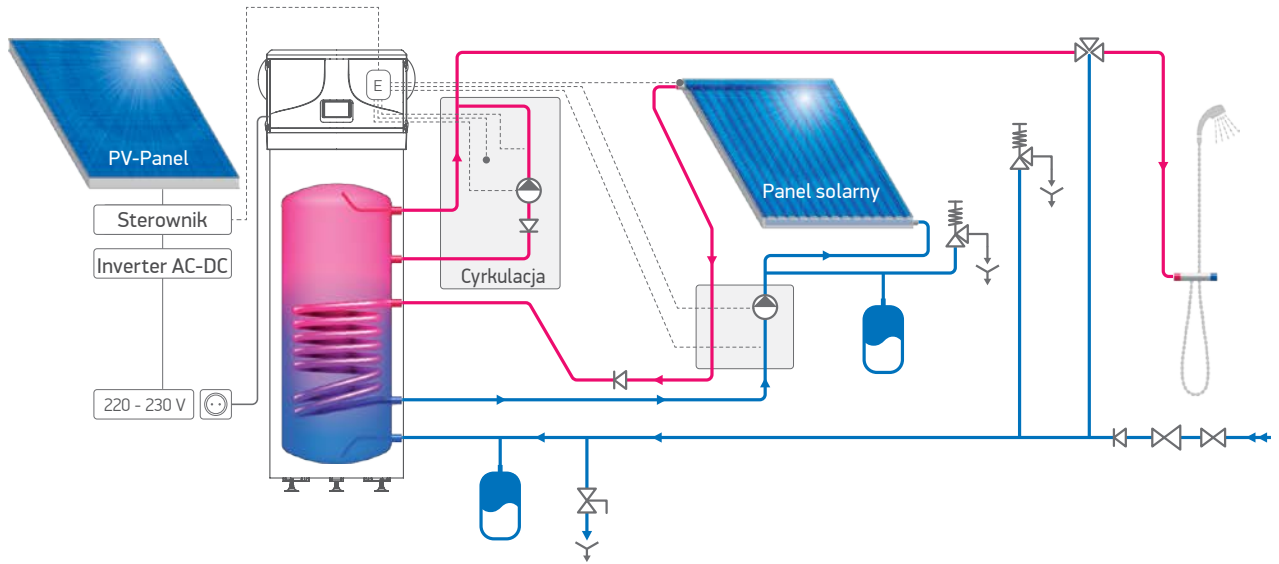 PV-Panel
Sterownik
Inverter AC-DC
220 - 230 V
E
Cyrkulacja
Panel solarny